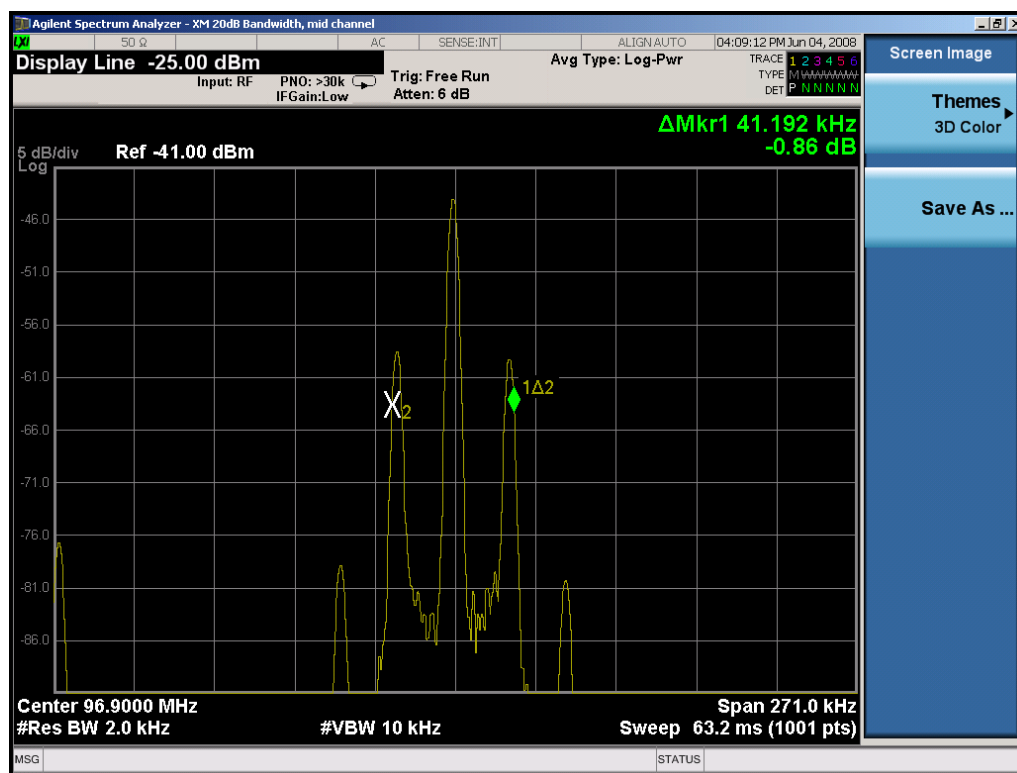 Agilent Spectrum Analyzer - XM 20dB Bandwidth, mid channel
LXI 50 Ω AC SENSE:INT ALIGN AUTO 04:09:12 PM Jun 04, 2008
Display Line -25.00 dBm
Input: RF PNO: >30k Trig: Free Run Avg Type: Log-Pwr TRACE 1 2 3 4 5 6
IFGain:Low Atten: 6 dB TYPE M
DET P N N N N N
Screen Image
Themes
3D Color
Save As ...
ΔMkr1 41.192 kHz
-0.86 dB
5 dB/div Ref -41.00 dBm
Log
-46.0
-51.0
-56.0
-61.0
1Δ2
X2
-66.0
-71.0
-76.0
-81.0
-86.0
Center 96.9000 MHz Span 271.0 kHz
#Res BW 2.0 kHz #VBW 10 kHz Sweep 63.2 ms (1001 pts)
MSG STATUS